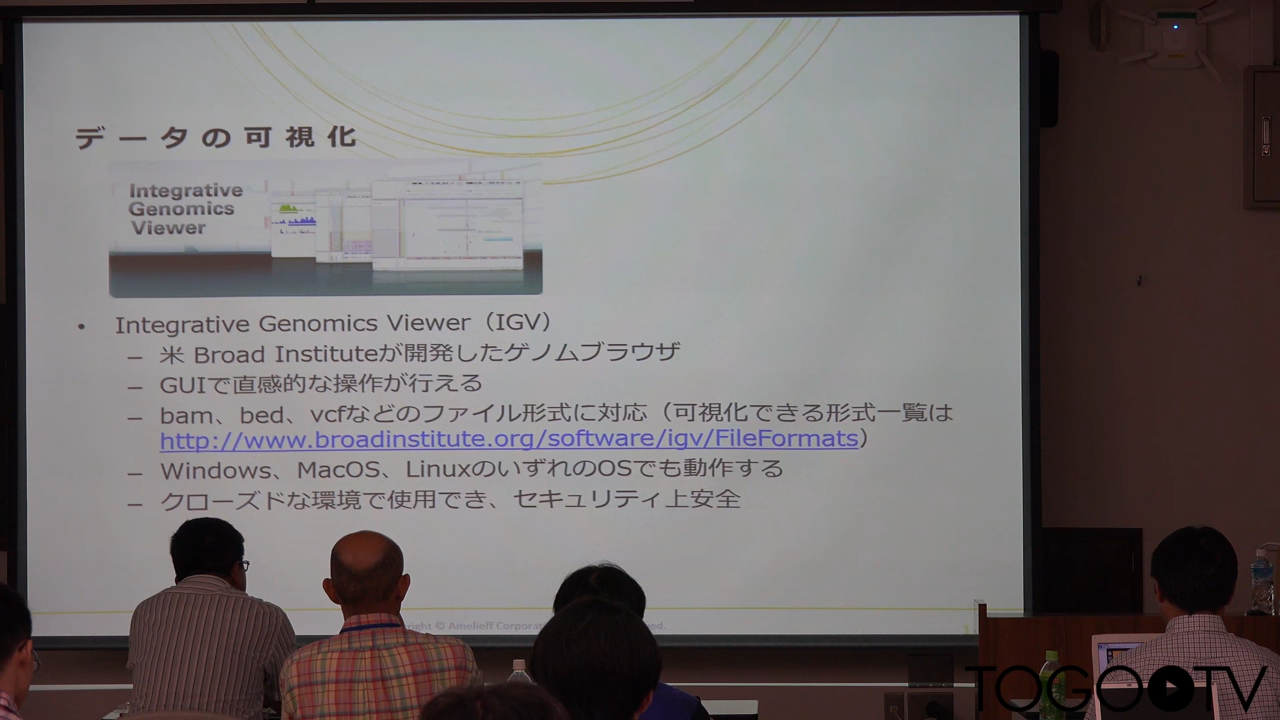 データの可視化
Integrative
Genomics
Viewer
• Integrative Genomics Viewer（IGV）
– 米 Broad Instituteが開発したゲノムブラウザ
– GUIで直感的な操作が行える
– bam、bed、vcfなどのファイル形式に対応（可視化できる形式一覧は
http://www.broadinstitute.org/software/igv/FileFormats）
– Windows、MacOS、LinuxのいずれのOSでも動作する
– クローズドな環境で使用でき、セキュリティ上安全
© Amelieff
TOGO TV